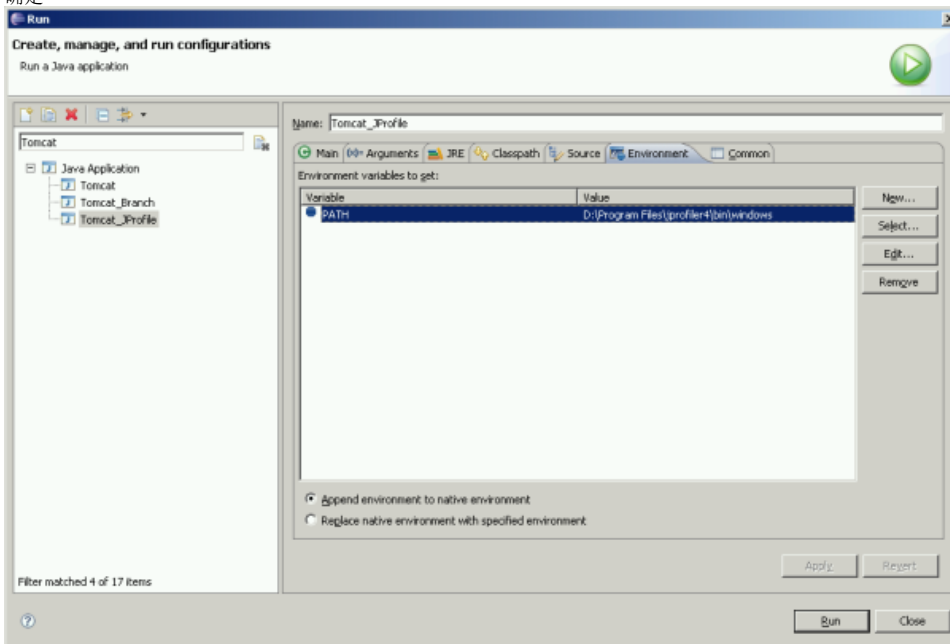 确定
Run
Create, manage, and run configurations
Run a Java application
Tomcat
Java Application
Tomcat
Tomcat_Branch
Tomcat_JProfile
Filter matched 4 of 17 items
Name: Tomcat_JProfile
Main (x)= Arguments JRE Classpath Source Environment Common
Environment variables to set:
Variable Value
PATH D:\Program Files\jprofiler4\bin\windows
New...
Select...
Edit...
Remove
Append environment to native environment
Replace native environment with specified environment
Apply Revert
Run Close